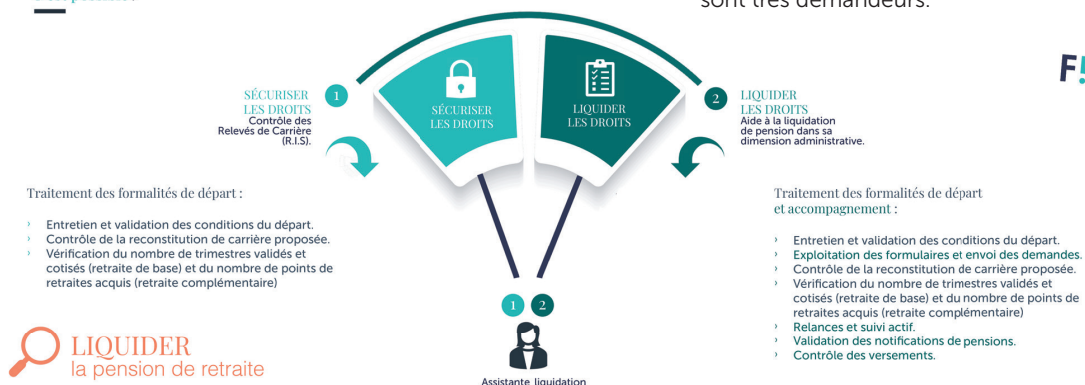 sont très demandeurs.
F!
1
SÉCURISER
LES DROITS
Contrôle des
Relevés de Carrière
(R.I.S).
SÉCURISER
LES DROITS
LIQUIDER
LES DROITS
2
LIQUIDER
LES DROITS
Aide à la liquidation
de pension dans sa
dimension administrative.
Traitement des formalités de départ :
› Entretien et validation des conditions du départ.
› Contrôle de la reconstitution de carrière proposée.
› Vérification du nombre de trimestres validés et
cotisés (retraite de base) et du nombre de points de
retraites acquis (retraite complémentaire)
Traitement des formalités de départ
et accompagnement :
› Entretien et validation des conditions du départ.
› Exploitation des formulaires et envoi des demandes.
› Contrôle de la reconstitution de carrière proposée.
› Vérification du nombre de trimestres validés et
cotisés (retraite de base) et du nombre de points de
retraites acquis (retraite complémentaire)
› Relances et suivi actif.
› Validation des notifications de pensions.
› Contrôle des versements.
1 2
Assistante liquidation
LIQUIDER
la pension de retraite